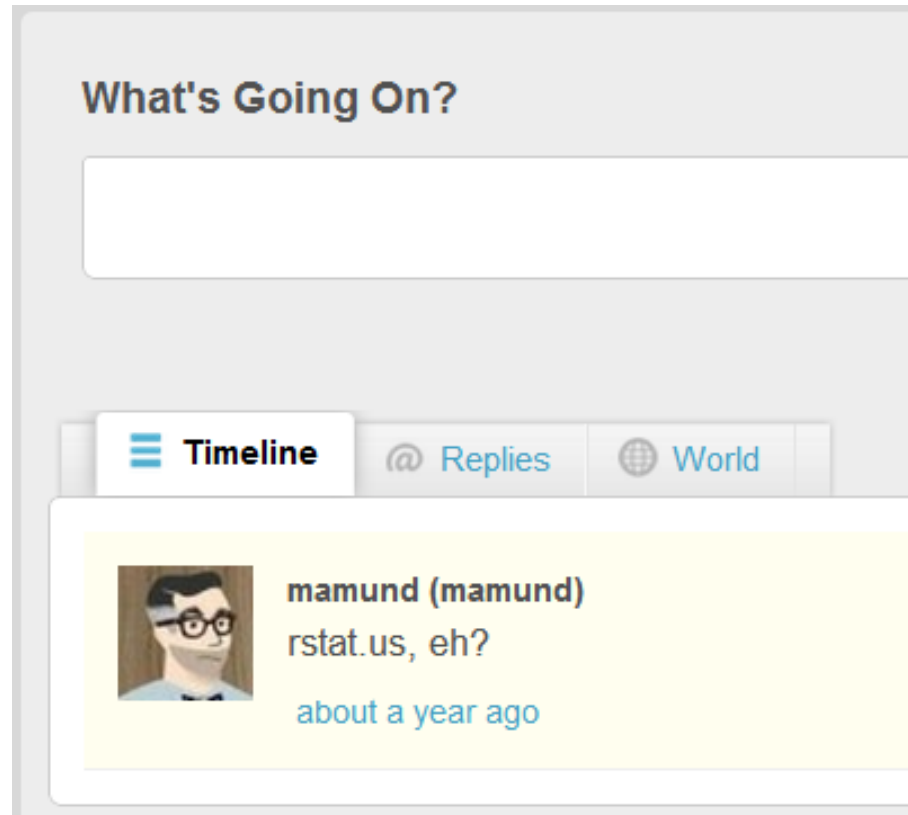 What's Going On?
Timeline
@ Replies
World
mamund (mamund)
rstat.us, eh?
about a year ago